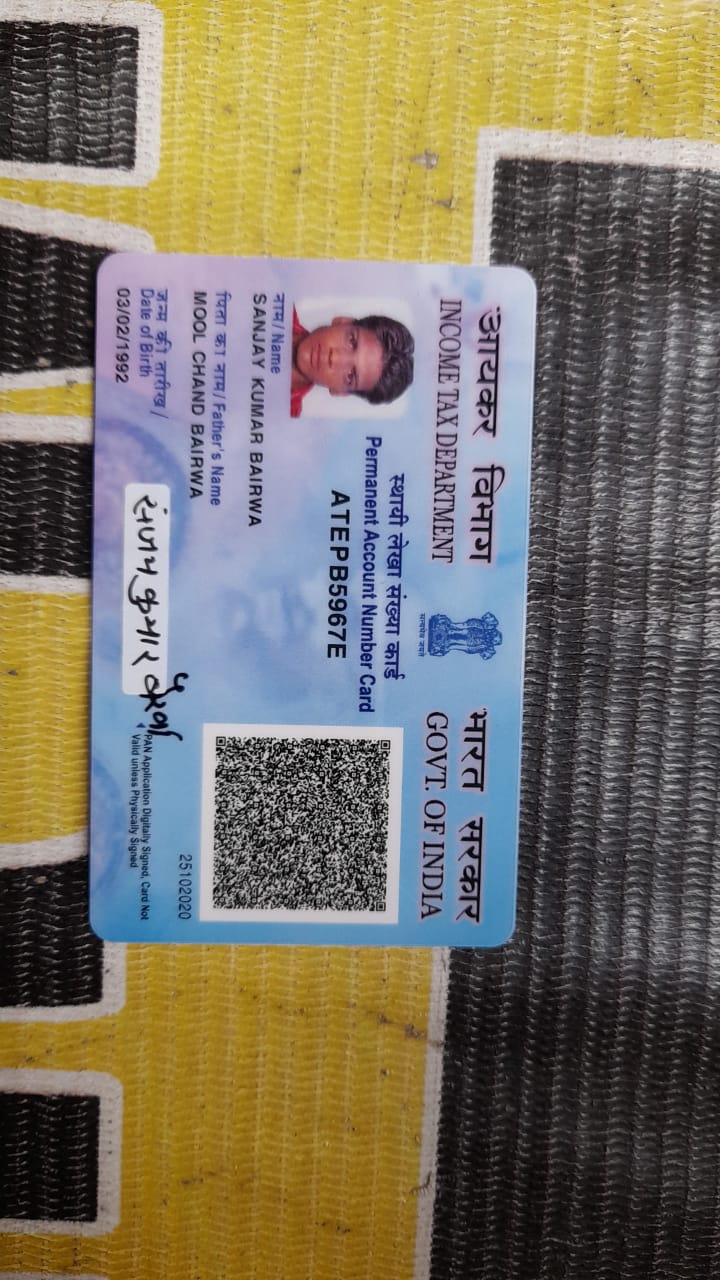 आयकर विभाग
INCOME TAX DEPARTMENT
सत्यमेव जयते
भारत सरकार
GOVT. OF INDIA
स्थायी लेखा संख्या कार्ड
Permanent Account Number Card
ATEPB5967E
नाम/ Name
SANJAY KUMAR BAIRWA
पिता का नाम/ Father's Name
MOOL CHAND BAIRWA
जन्म की तारीख /
Date of Birth
03/02/1992
संजय कुमार बैरवा
25102020
PAN Application Digitally Signed, Card Not
Valid unless Physically Signed